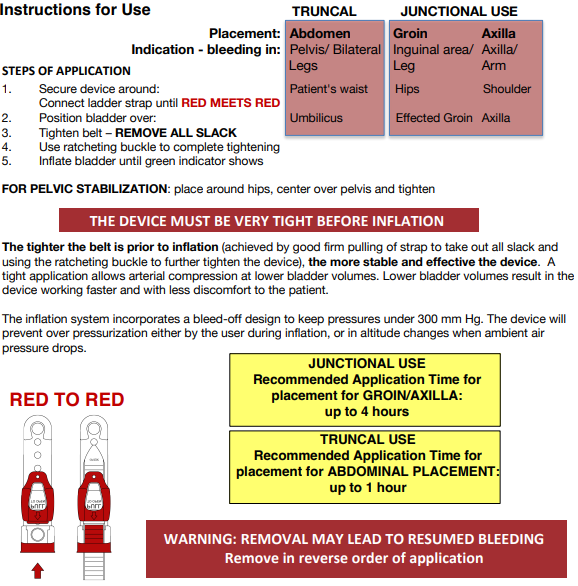 Instructions for Use
TRUNCAL JUNCTIONAL USE
Placement: Abdomen Groin Axilla
Indication - bleeding in: Pelvis/ Bilateral Inguinal area/ Axilla/
Legs Leg Arm
STEPS OF APPLICATION
1. Secure device around: Patient's waist Hips Shoulder
Connect ladder strap until RED MEETS RED
2. Position bladder over: Umbilicus Effected Groin Axilla
3. Tighten belt – REMOVE ALL SLACK
4. Use ratcheting buckle to complete tightening
5. Inflate bladder until green indicator shows
FOR PELVIC STABILIZATION: place around hips, center over pelvis and tighten
THE DEVICE MUST BE VERY TIGHT BEFORE INFLATION
The tighter the belt is prior to inflation (achieved by good firm pulling of strap to take out all slack and
using the ratcheting buckle to further tighten the device), the more stable and effective the device. A
tight application allows arterial compression at lower bladder volumes. Lower bladder volumes result in the
device working faster and with less discomfort to the patient.
The inflation system incorporates a bleed-off design to keep pressures under 300 mm Hg. The device will
prevent over pressurization either by the user during inflation, or in altitude changes when ambient air
pressure drops.
JUNCTIONAL USE
Recommended Application Time for
placement for GROIN/AXILLA:
up to 4 hours
RED TO RED
TRUNCAL USE
Recommended Application Time for
placement for ABDOMINAL PLACEMENT:
up to 1 hour
WARNING: REMOVAL MAY LEAD TO RESUMED BLEEDING
Remove in reverse order of application